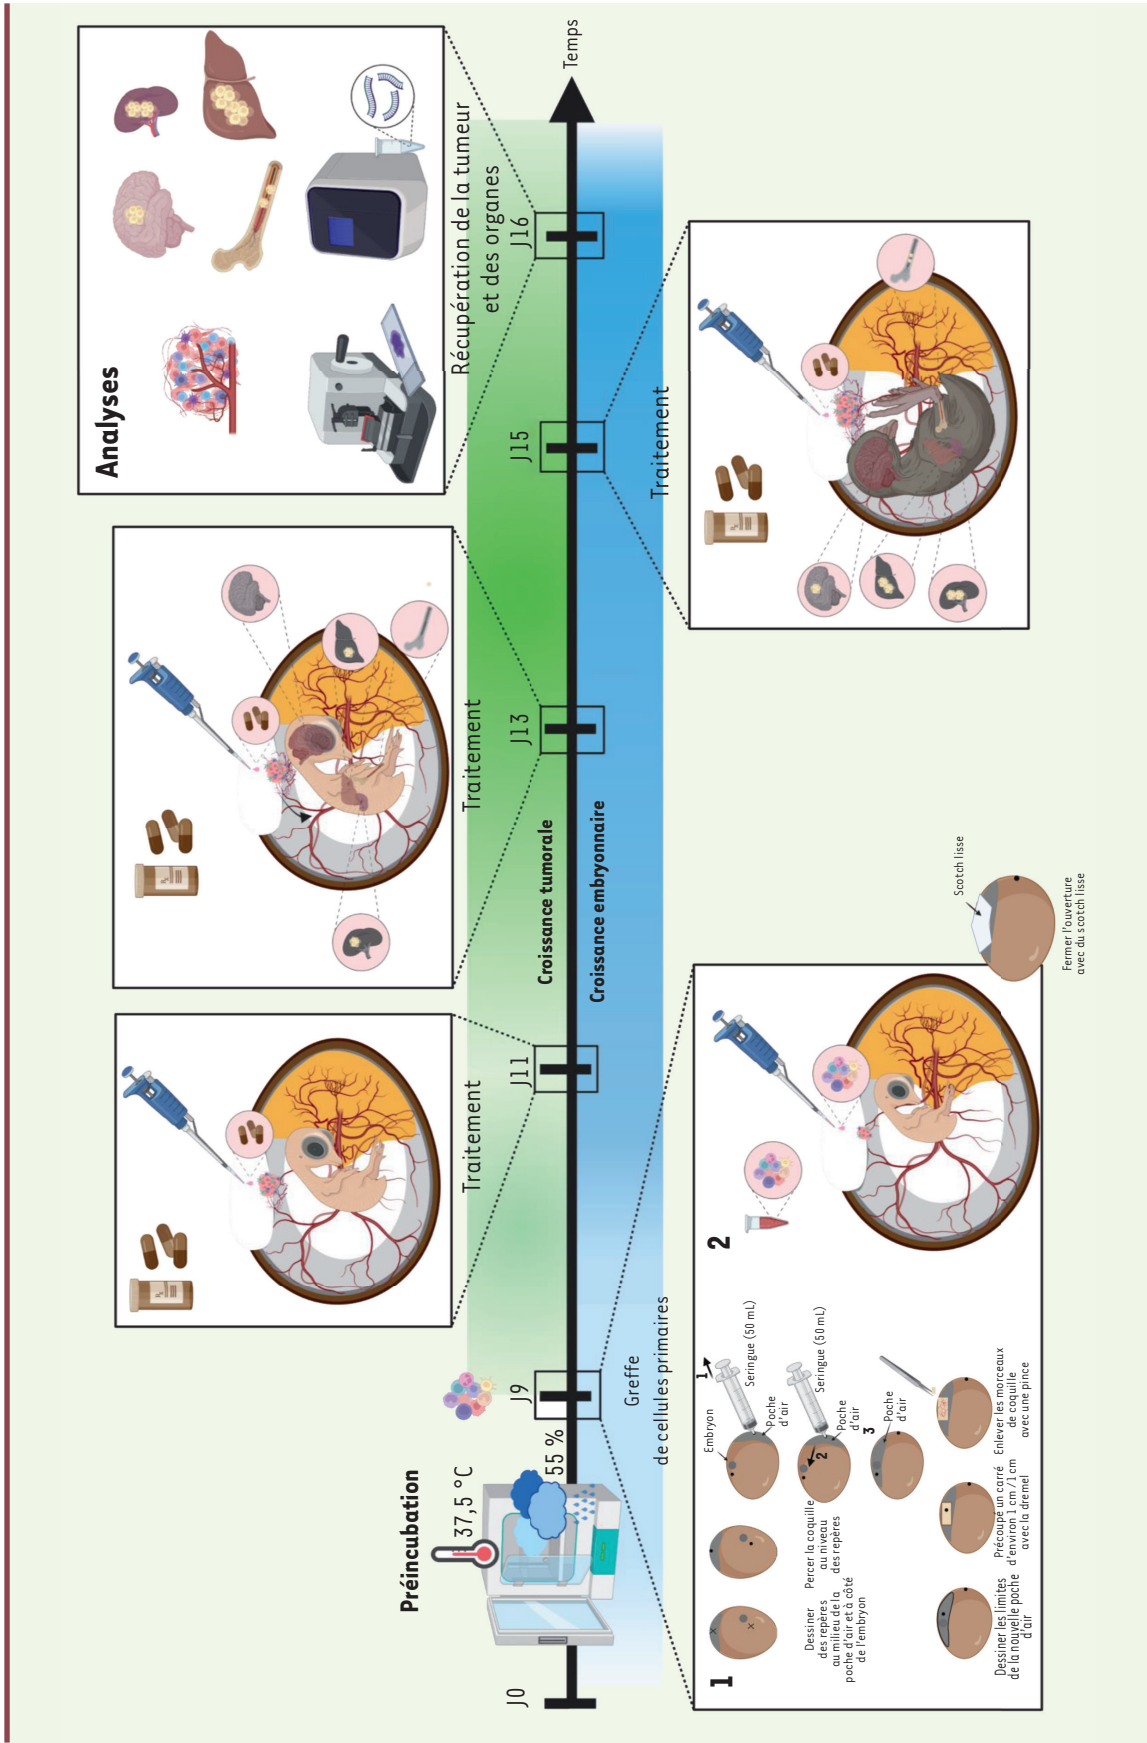 Analyses
Récupération de la tumeur
et des organes
Temps
J0
Préincubation
37,5 °C
55 %
J9
Greffe
de cellules primaires
J11
Traitement
J13
Traitement
J15
Traitement
J16
Croissance tumorale
Croissance embryonnaire
1
Dessiner
des repères
au milieu de la
poche d'air et à côté
de l'embryon
Percer la coquille
au niveau
des repères
Embryon
1
Seringue (50 mL)
Poche
d'air
2
Seringue (50 mL)
Poche
d'air
3
Poche
d'air
Dessiner les limites
de la nouvelle poche
d'air
Précoupé un carré
d'environ 1 cm /1 cm
avec la dremel
Enlever les morceaux
de coquille
avec une pince
2
Scotch lisse
Fermer l'ouverture
avec du scotch lisse